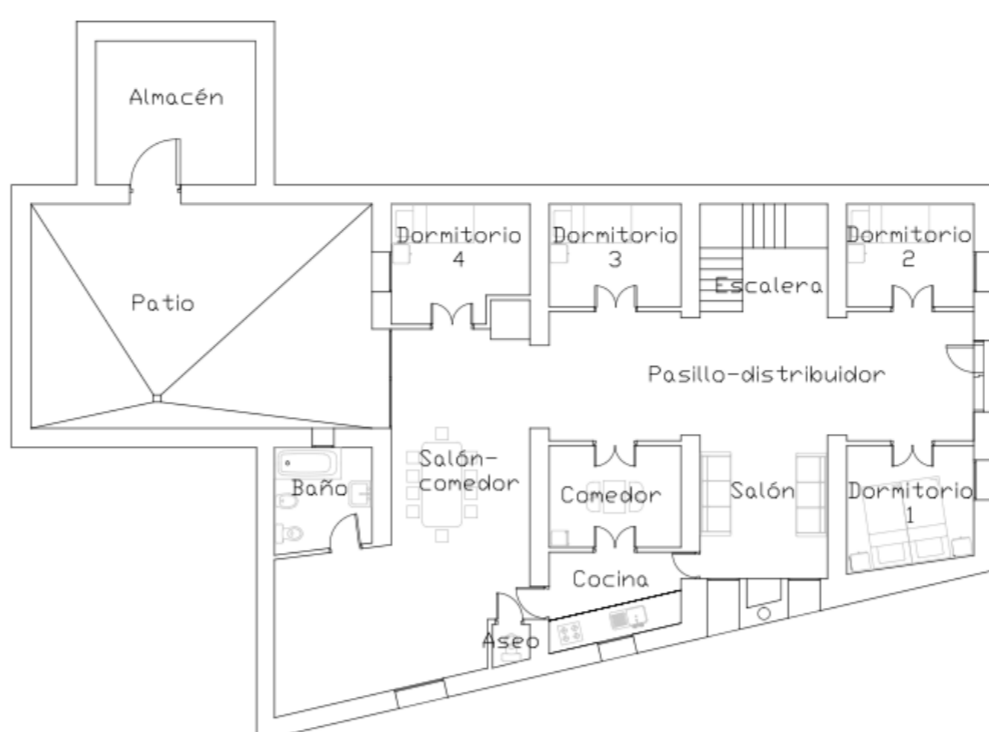 Almacén
Dormitorio
4
Dormitorio
3
Dormitorio
2
Escalera
Patio
Pasillo-distribuidor
Salón-
comedor
Baño
Comedor
Salón
Dormitorio
1
Cocina
Aseo